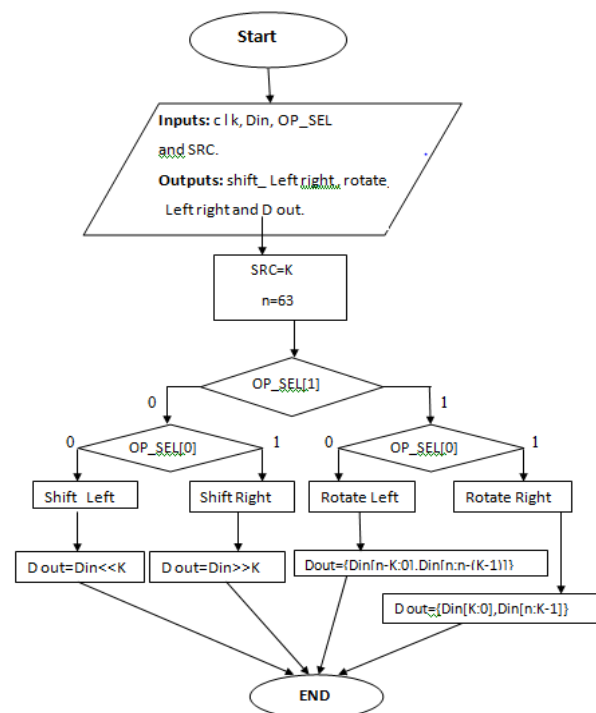 Start
Inputs: c l k, Din, OP_SEL
and SRC.
Outputs: shift_ Left right, rotate
Left right and D out.
SRC=K
n=63
OP_SEL[1]
0
1
0
OP_SEL[0]
1
0
OP_SEL[0]
1
Shift Left
Shift Right
Rotate Left
Rotate Right
D out=Din<<K
D out=Din>>K
Dout={Din[n-K:0],Din[n:n-(K-1)]}
D out={Din[K:0],Din[n:K-1]}
END